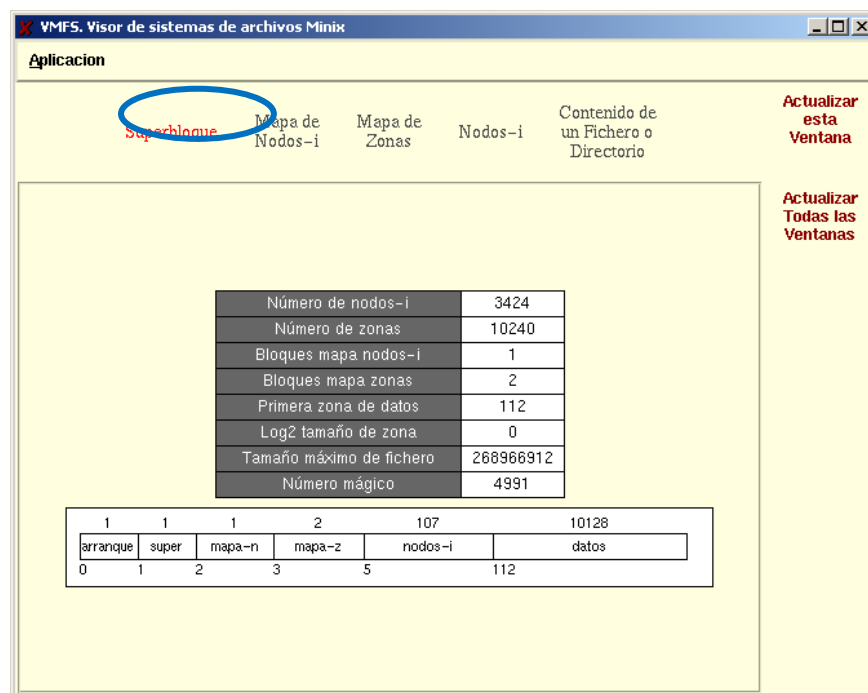 VMFS. Visor de sistemas de archivos Minix
Aplicacion
Superbloque
Mapa de
Nodos-i
Mapa de
Zonas
Nodos-i
Contenido de
un Fichero o
Directorio
Actualizar
esta
Ventana
Actualizar
Todas las
Ventanas
Número de nodos-i 3424
Número de zonas 10240
Bloques mapa nodos-i 1
Bloques mapa zonas 2
Primera zona de datos 112
Log2 tamaño de zona 0
Tamaño máximo de fichero 268966912
Número mágico 4991
1 1 1 2 107 10128
arranque super mapa-n mapa-z nodos-i datos
0 1 2 3 5 112